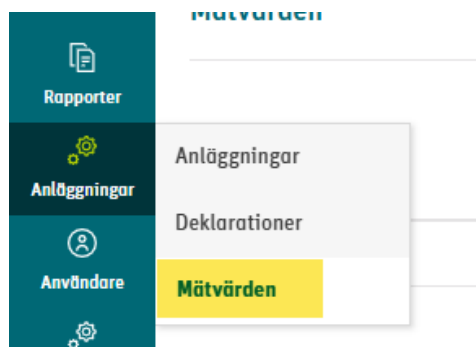 Mätvärden
Rapporter
Anläggningar
Användare
Anläggningar
Deklarationer
Mätvärden